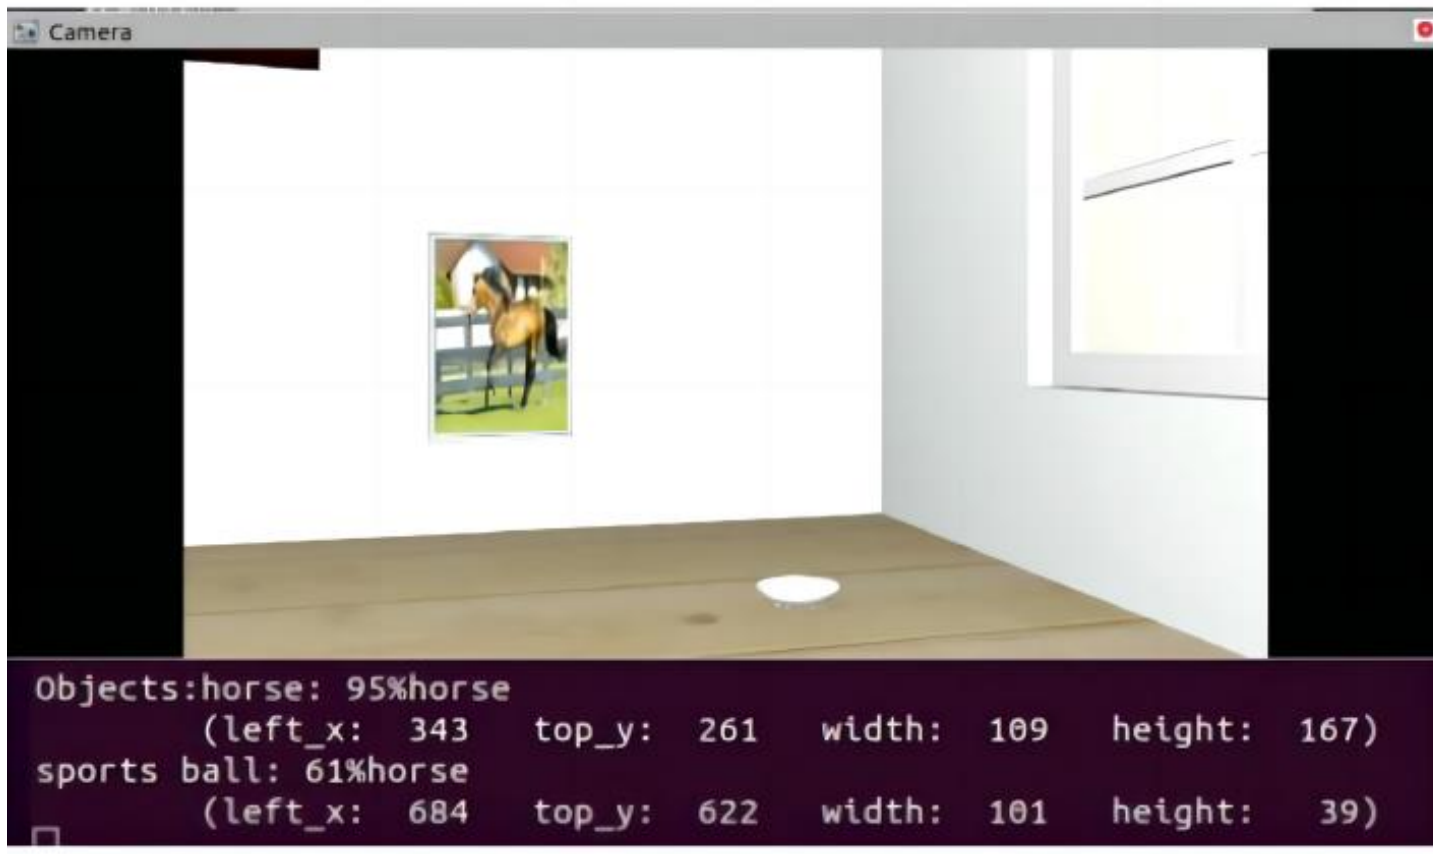 Camera
Objects:horse: 95%horse
(left_x: 343 top_y: 261 width: 109 height: 167)
sports ball: 61%horse
(left_x: 684 top_y: 622 width: 101 height: 39)